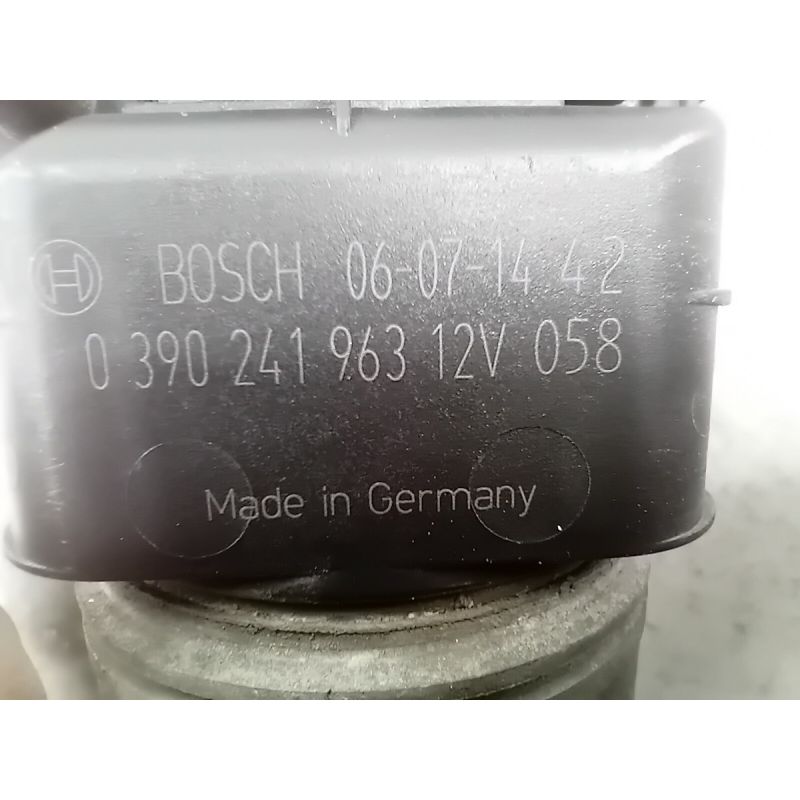 BOSCH 06-07-14 4 2
0 390 241 963 12V 058
Made in Germany